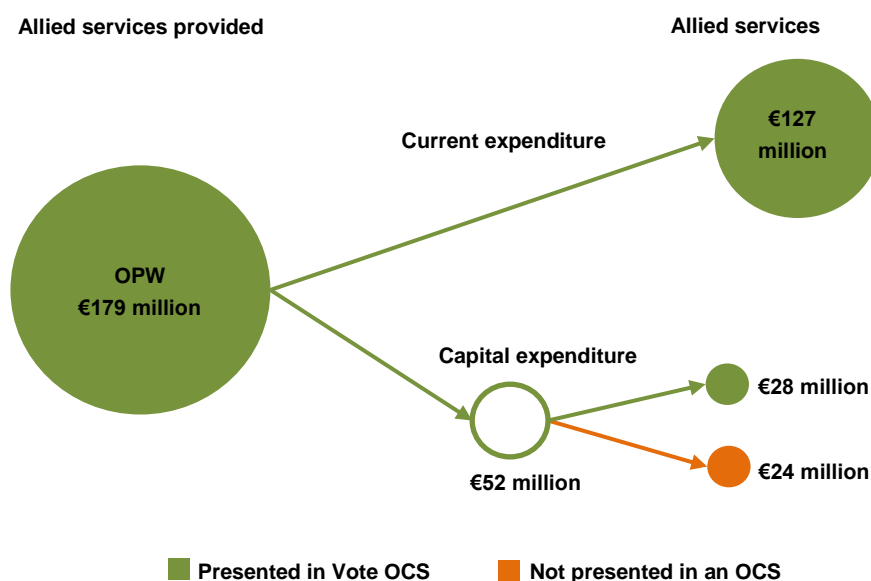 Allied services provided
Allied services
€127
million
Current expenditure
OPW
€179 million
Capital expenditure
€28 million
€24 million
€52 million
Presented in Vote OCS
Not presented in an OCS